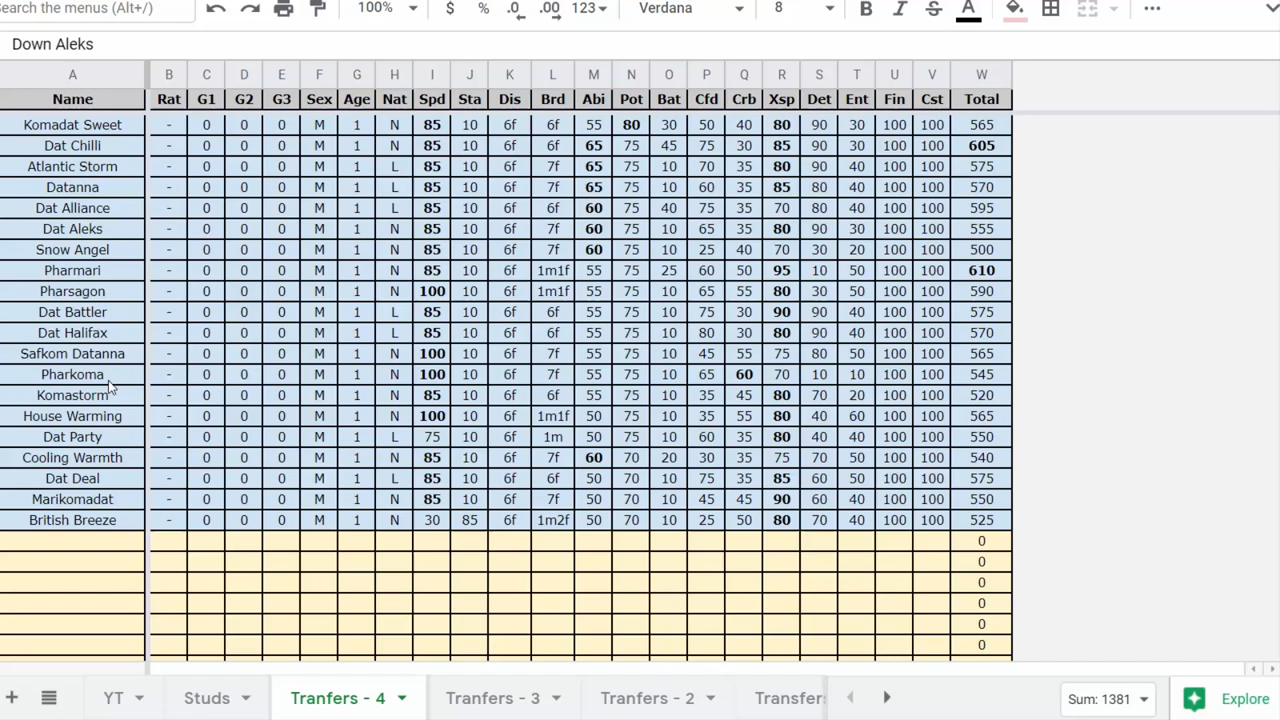 Search the menus (Alt+/) 100% $ % .0 .00 123 Verdana 8 B I S A ...
Down Aleks
A B C D E F G H I J K L M N O P Q R S T U V W
Name Rat G1 G2 G3 Sex Age Nat Spd Sta Dis Brd Abi Pot Bat Cfd Crb Xsp Det Ent Fin Cst Total
Komadat Sweet - 0 0 0 M 1 N 85 10 6f 6f 55 80 30 50 40 80 90 30 100 100 565
Dat Chilli - 0 0 0 M 1 N 85 10 6f 6f 65 75 45 75 30 85 90 30 100 100 605
Atlantic Storm - 0 0 0 M 1 L 85 10 6f 7f 65 75 10 70 35 80 90 40 100 100 575
Datanna - 0 0 0 M 1 L 85 10 6f 7f 65 75 10 60 35 85 80 40 100 100 570
Dat Alliance - 0 0 0 M 1 L 85 10 6f 6f 60 75 40 75 35 70 80 40 100 100 595
Dat Aleks - 0 0 0 M 1 N 85 10 6f 7f 60 75 10 65 35 80 90 30 100 100 555
Snow Angel - 0 0 0 M 1 N 85 10 6f 7f 60 75 10 25 40 70 30 20 100 100 500
Pharmari - 0 0 0 M 1 N 85 10 6f 1m1f 55 75 25 60 50 95 10 50 100 100 610
Pharsagon - 0 0 0 M 1 N 100 10 6f 1m1f 55 75 10 65 55 80 30 50 100 100 590
Dat Battler - 0 0 0 M 1 L 85 10 6f 6f 55 75 10 75 30 90 90 40 100 100 575
Dat Halifax - 0 0 0 M 1 L 85 10 6f 6f 55 75 10 80 30 80 90 40 100 100 570
Safkom Datanna - 0 0 0 M 1 N 100 10 6f 7f 55 75 10 45 55 75 80 50 100 100 565
Pharkoma - 0 0 0 M 1 N 100 10 6f 7f 55 75 10 65 60 70 10 10 100 100 545
Komastorm - 0 0 0 M 1 N 85 10 6f 6f 55 75 10 35 45 80 70 20 100 100 520
House Warming - 0 0 0 M 1 N 100 10 6f 1m1f 50 75 10 35 55 80 40 60 100 100 565
Dat Party - 0 0 0 M 1 L 75 10 6f 1m 50 75 10 60 35 80 40 40 100 100 550
Cooling Warmth - 0 0 0 M 1 N 85 10 6f 7f 60 70 20 30 35 75 70 50 100 100 540
Dat Deal - 0 0 0 M 1 L 85 10 6f 6f 50 70 10 75 35 85 60 50 100 100 575
Marikomadat - 0 0 0 M 1 N 85 10 6f 7f 50 70 10 45 45 90 60 40 100 100 550
British Breeze - 0 0 0 M 1 N 30 85 6f 1m2f 50 70 10 25 50 80 70 40 100 100 525
0
0
0
0
0
0
+ YT Studs Tranfers - 4 Tranfers - 3 Tranfers - 2 Transfers Sum: 1381 Explore